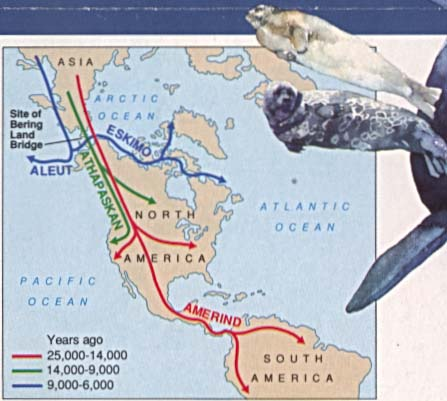 ASIA
ARCTIC
OCEAN
Site of
Bering
Land
Bridge
ESKIMO
ALEUT
ATHAPASKAN
NORTH
AMERICA
ATLANTIC
OCEAN
PACIFIC
OCEAN
AMERIND
SOUTH
AMERICA
Years ago
25,000-14,000
14,000-9,000
9,000-6,000